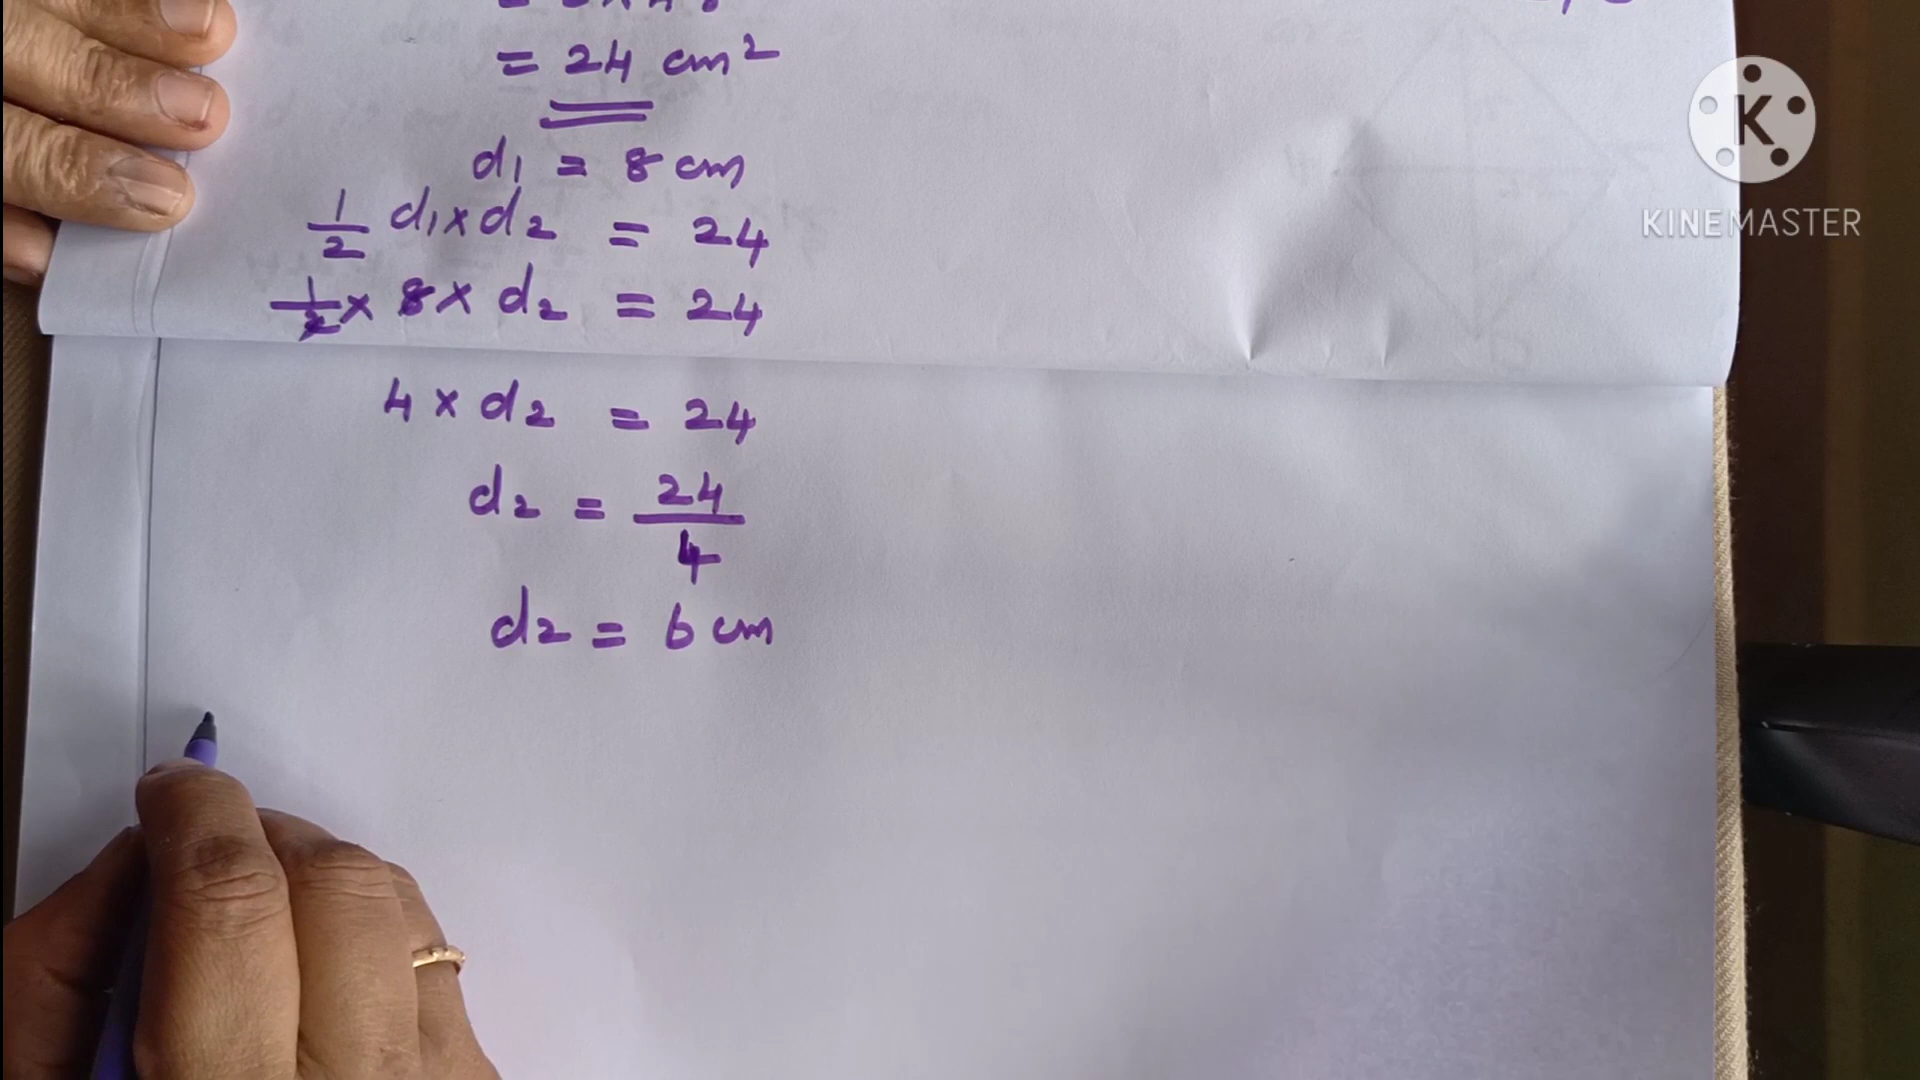 = 24 cm²
d₁ = 8 cm
1/2 d₁ × d₂ = 24
1/2 × 8 × d₂ = 24
4 × d₂ = 24
d₂ = 24/4
d₂ = 6 cm
K
KINEMASTER